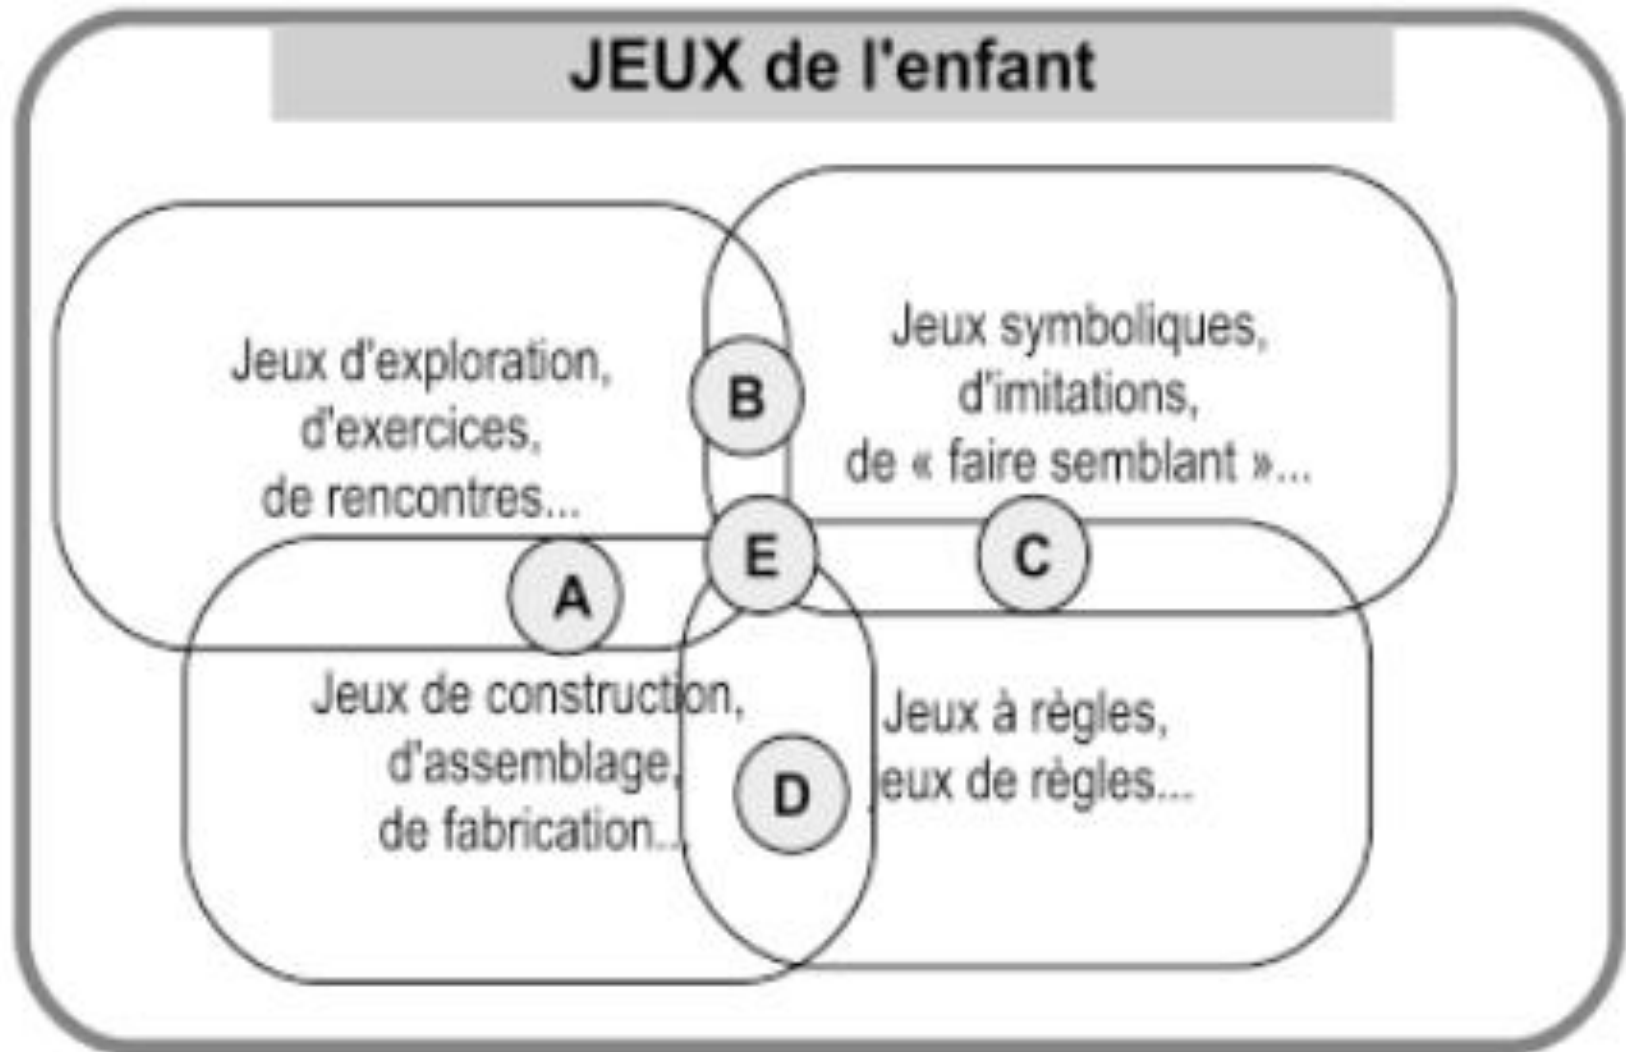 JEUX de l'enfant
Jeux d'exploration,
d'exercices,
de rencontres...
Jeux symboliques,
d'imitations,
de « faire semblant »...
B
E
C
A
Jeux de construction,
d'assemblage,
de fabrication...
D
Jeux à règles,
jeux de règles...